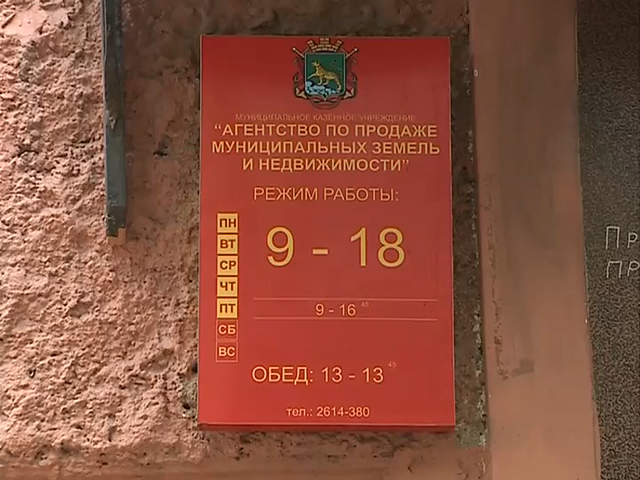 МУНИЦИПАЛЬНОЕ КАЗЁННОЕ УЧРЕЖДЕНИЕ
“АГЕНТСТВО ПО ПРОДАЖЕ
МУНИЦИПАЛЬНЫХ ЗЕМЕЛЬ
И НЕДВИЖИМОСТИ”
РЕЖИМ РАБОТЫ:
ПН
ВТ
СР
ЧТ
ПТ
СБ
ВС
9 - 18
9 - 16 45
ОБЕД: 13 - 13 45
тел.: 2614-380